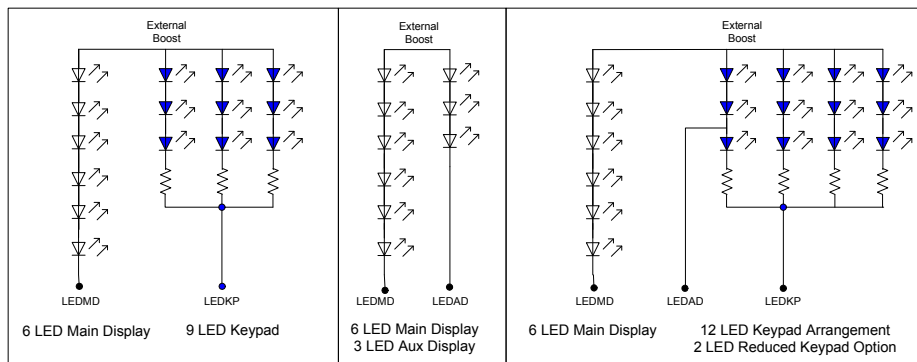 External
Boost
LEDMD
LEDKP
6 LED Main Display
9 LED Keypad
External
Boost
LEDMD
LEDAD
6 LED Main Display
3 LED Aux Display
External
Boost
LEDMD
LEDAD
LEDKP
6 LED Main Display
12 LED Keypad Arrangement
2 LED Reduced Keypad Option